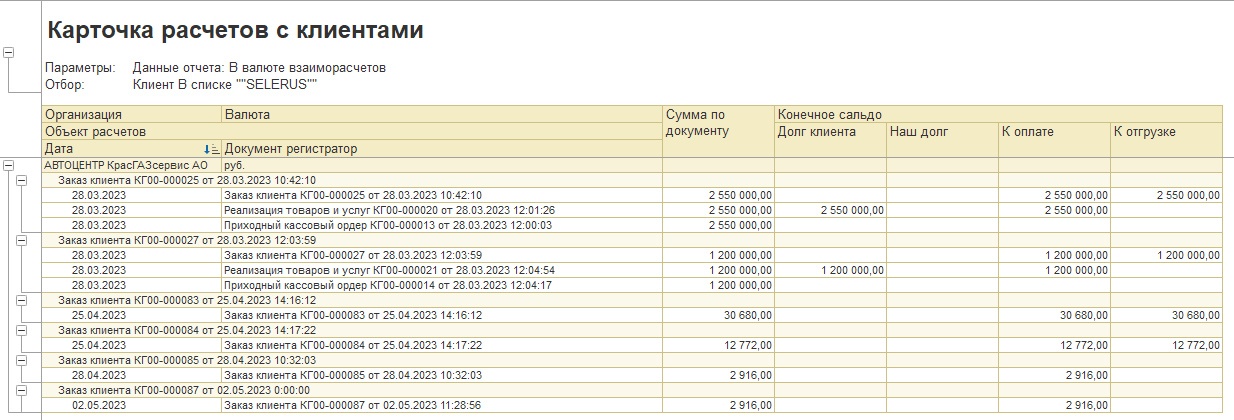 Карточка расчетов с клиентами
Параметры: Данные отчета: В валюте взаиморасчетов
Отбор: Клиент В списке ""SELERUS""
Организация Валюта Сумма по документу Конечное сальдо
Объект расчетов Долг клиента Наш долг К оплате К отгрузке
Дата Документ регистратор
АВТОЦЕНТР КрасГАЗсервис АО руб.
Заказ клиента КГ00-000025 от 28.03.2023 10:42:10
28.03.2023 Заказ клиента КГ00-000025 от 28.03.2023 10:42:10 2 550 000,00 2 550 000,00 2 550 000,00
28.03.2023 Реализация товаров и услуг КГ00-000020 от 28.03.2023 12:01:26 2 550 000,00 2 550 000,00 2 550 000,00
28.03.2023 Приходный кассовый ордер КГ00-000013 от 28.03.2023 12:00:03 2 550 000,00
Заказ клиента КГ00-000027 от 28.03.2023 12:03:59
28.03.2023 Заказ клиента КГ00-000027 от 28.03.2023 12:03:59 1 200 000,00 1 200 000,00 1 200 000,00
28.03.2023 Реализация товаров и услуг КГ00-000021 от 28.03.2023 12:04:54 1 200 000,00 1 200 000,00 1 200 000,00
28.03.2023 Приходный кассовый ордер КГ00-000014 от 28.03.2023 12:04:17 1 200 000,00
Заказ клиента КГ00-000083 от 25.04.2023 14:16:12
25.04.2023 Заказ клиента КГ00-000083 от 25.04.2023 14:16:12 30 680,00 30 680,00 30 680,00
Заказ клиента КГ00-000084 от 25.04.2023 14:17:22
25.04.2023 Заказ клиента КГ00-000084 от 25.04.2023 14:17:22 12 772,00 12 772,00 12 772,00
Заказ клиента КГ00-000085 от 28.04.2023 10:32:03
28.04.2023 Заказ клиента КГ00-000085 от 28.04.2023 10:32:03 2 916,00 2 916,00
Заказ клиента КГ00-000087 от 02.05.2023 0:00:00
02.05.2023 Заказ клиента КГ00-000087 от 02.05.2023 11:28:56 2 916,00 2 916,00